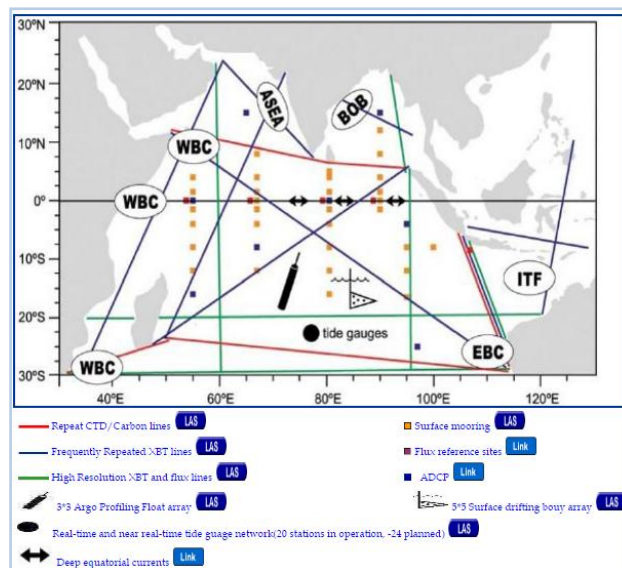 30°N
20°N
ASEA
BOB
10°N
WBC
WBC
0°
10°S
ITF
20°S
tide gauges
EBC
WBC
30°S
40°E 60°E 80°E 100°E 120°E
Repeat CTD/Carbon lines LAS
Surface mooring LAS
Frequently Repeated XBT lines LAS
Flux reference sites Link
High Resolution XBT and flux lines LAS
ADCP Link
3*3 Argo Profiling Float array LAS
5*5 Surface drifting bouy array LAS
Real-time and near real-time tide guage network(20 stations in operation, -24 planned) LAS
Deep equatorial currents Link